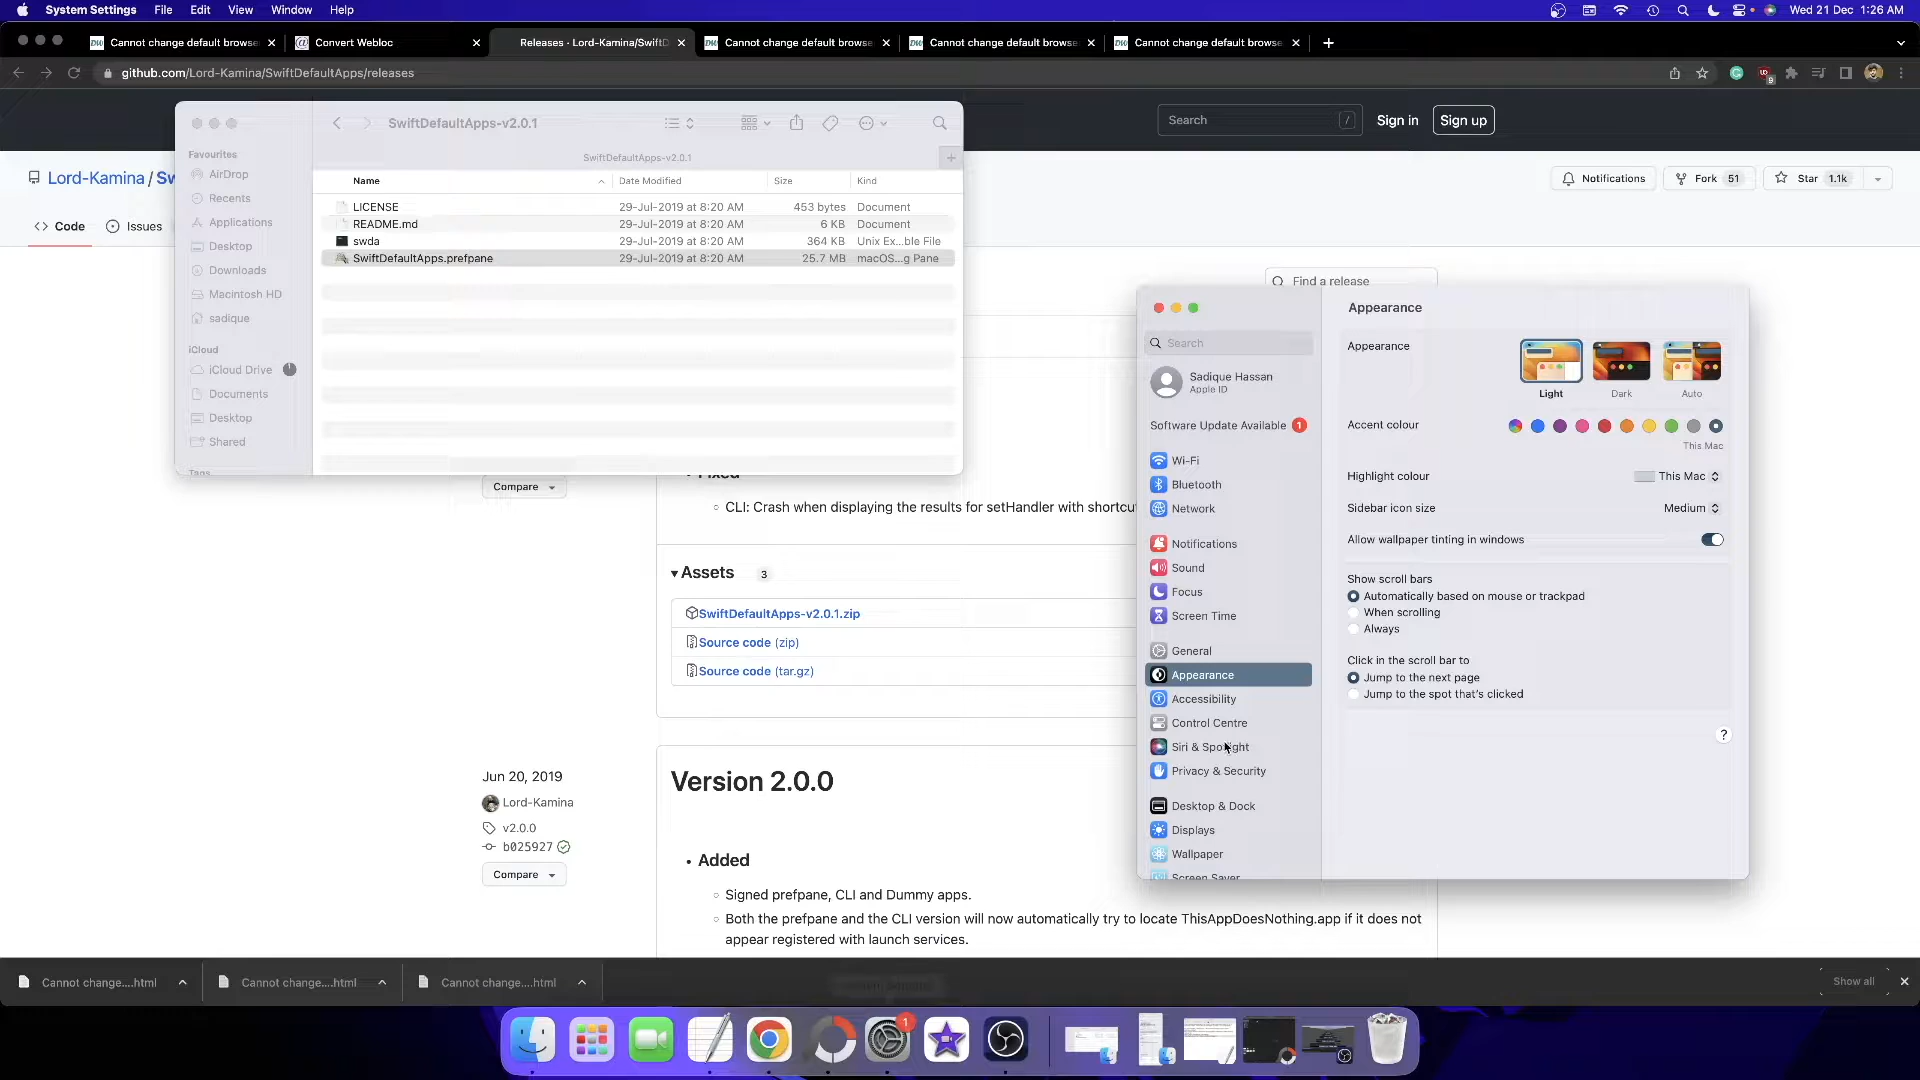 System Settings File Edit View Window Help Wed 21 Dec 1:26 AM
Cannot change default browse Convert Webloc Releases · Lord-Kamina/SwiftD Cannot change default browse Cannot change default browse Cannot change default browse
github.com/Lord-Kamina/SwiftDefaultApps/releases
Search / Sign in Sign up
Lord-Kamina / Sw
Notifications Fork 51 Star 1.1k
Code Issues
Find a release
SwiftDefaultApps-v2.0.1
SwiftDefaultApps-v2.0.1
Favourites
AirDrop
Recents
Applications
Desktop
Downloads
Macintosh HD
sadique
iCloud
iCloud Drive
Documents
Desktop
Shared
Tags
Name Date Modified Size Kind
LICENSE 29-Jul-2019 at 8:20 AM 453 bytes Document
README.md 29-Jul-2019 at 8:20 AM 6 KB Document
swda 29-Jul-2019 at 8:20 AM 364 KB Unix Ex...ble File
SwiftDefaultApps.prefpane 29-Jul-2019 at 8:20 AM 25.7 MB macOS...g Pane
Compare
Fixed
CLI: Crash when displaying the results for setHandler with shortcut
Assets 3
SwiftDefaultApps-v2.0.1.zip
Source code (zip)
Source code (tar.gz)
Jun 20, 2019
Lord-Kamina
v2.0.0
b025927
Compare
Version 2.0.0
Added
Signed prefpane, CLI and Dummy apps.
Both the prefpane and the CLI version will now automatically try to locate ThisAppDoesNothing.app if it does not
appear registered with launch services.
Search
Sadique Hassan
Apple ID
Software Update Available 1
Wi-Fi
Bluetooth
Network
Notifications
Sound
Focus
Screen Time
General
Appearance
Accessibility
Control Centre
Siri & Spotlight
Privacy & Security
Desktop & Dock
Displays
Wallpaper
Screen Saver
Appearance
Appearance
Light Dark Auto
Accent colour
This Mac
Highlight colour This Mac
Sidebar icon size Medium
Allow wallpaper tinting in windows
Show scroll bars
Automatically based on mouse or trackpad
When scrolling
Always
Click in the scroll bar to
Jump to the next page
Jump to the spot that's clicked
?
Cannot change....html Cannot change....html Cannot change....html Show all
1